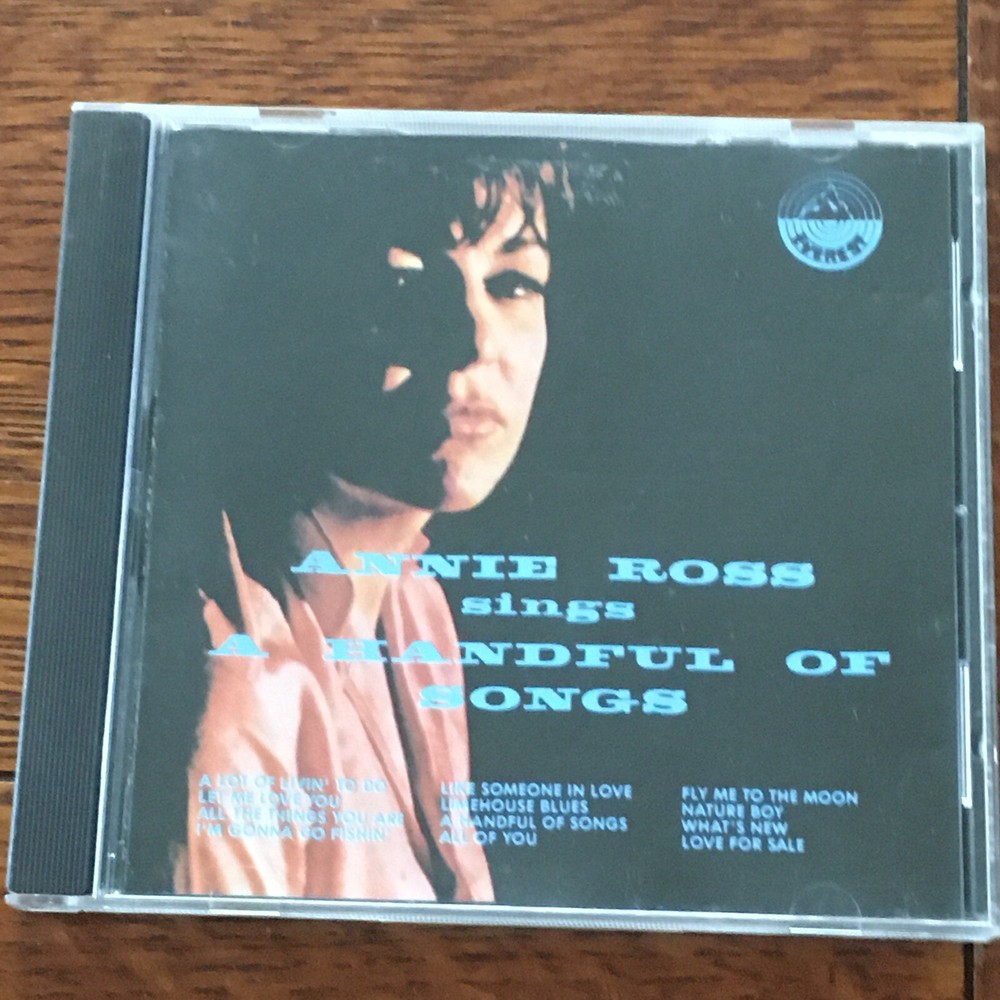 EVEREST
ANNIE ROSS
sings
A HANDFUL OF
SONGS
A LOT OF LIVIN' TO DO
LET ME LOVE YOU
ALL THE THINGS YOU ARE
I'M GONNA GO FISHIN'
LIKE SOMEONE IN LOVE
LIMEHOUSE BLUES
A HANDFUL OF SONGS
ALL OF YOU
FLY ME TO THE MOON
NATURE BOY
WHAT'S NEW
LOVE FOR SALE